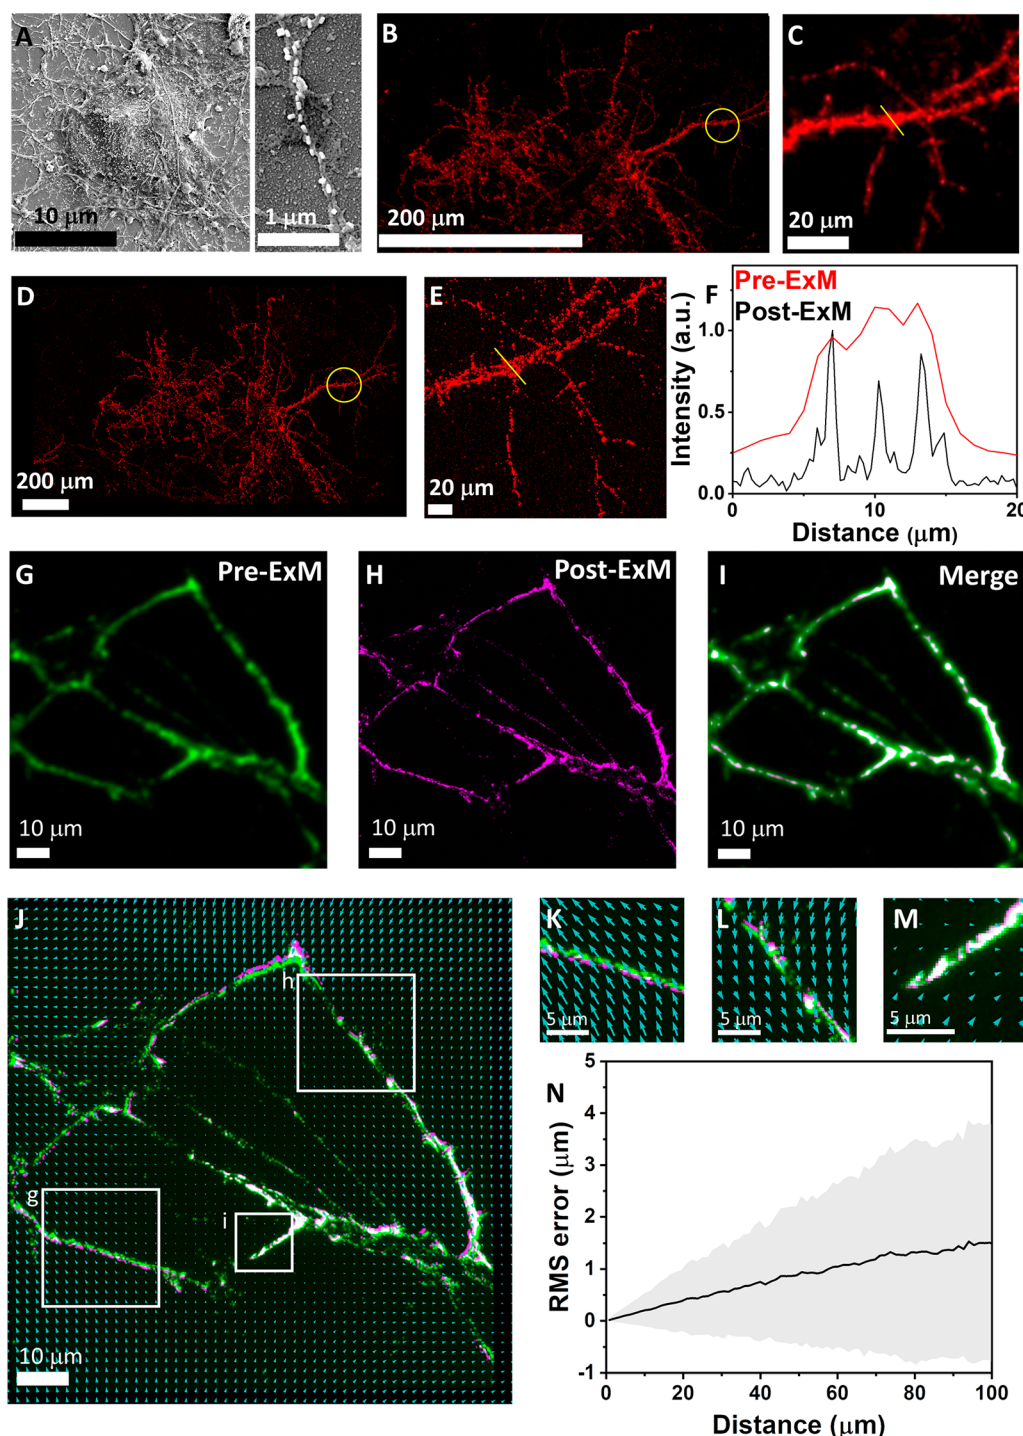 A
10 μm
1 μm
B
200 μm
C
20 μm
D
200 μm
E
20 μm
F
Pre-ExM
Post-ExM
Intensity (a.u.)
1.0
0.5
0.0
0
10
20
Distance (μm)
G
Pre-ExM
10 μm
H
Post-ExM
10 μm
I
Merge
10 μm
J
h
g
i
10 μm
K
5 μm
L
5 μm
M
5 μm
N
RMS error (μm)
5
4
3
2
1
0
-1
0
20
40
60
80
100
Distance (μm)